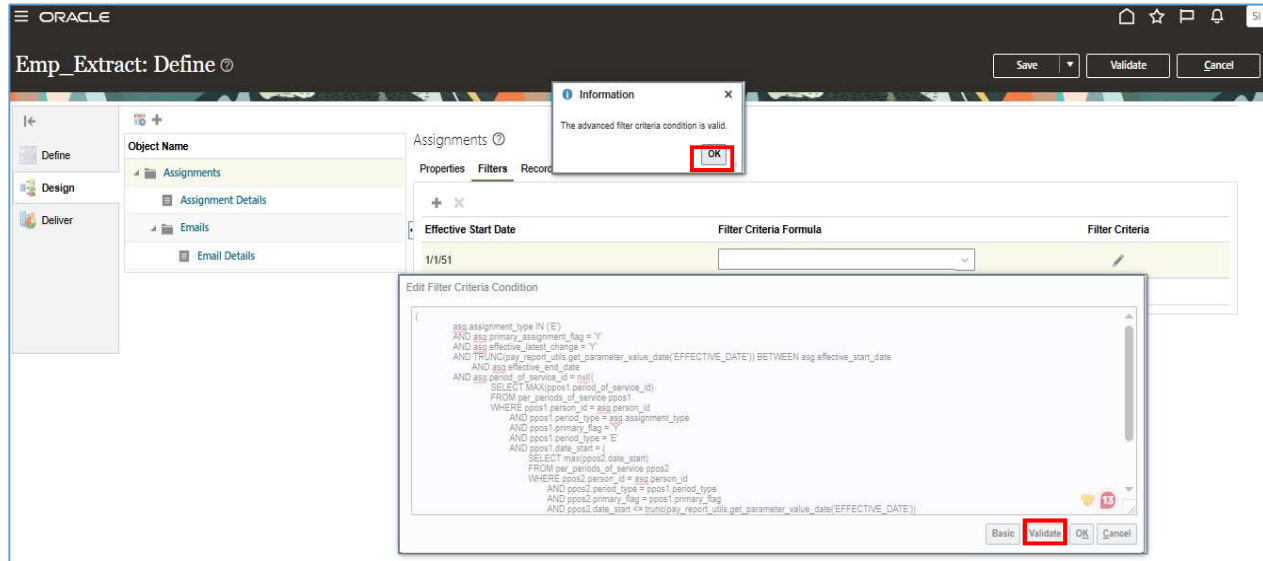 ORACLE
SI
Emp_Extract: Define
Save
Validate
Cancel
Information
The advanced filter criteria condition is valid.
OK
Define
Design
Deliver
Object Name
Assignments
Assignment Details
Emails
Email Details
Assignments
Properties Filters Record
Effective Start Date Filter Criteria Formula Filter Criteria
1/1/51
Edit Filter Criteria Condition
(
asg.assignment_type IN ('E')
AND asg.primary_assignment_flag = 'Y'
AND asg.effective_latest_change = 'Y'
AND TRUNC(pay_report_utils.get_parameter_value_date('EFFECTIVE_DATE')) BETWEEN asg.effective_start_date
AND asg.effective_end_date
AND asg.period_of_service_id = nvl((
SELECT MAX(ppos1.period_of_service_id)
FROM per_periods_of_service ppos1
WHERE ppos1.person_id = asg.person_id
AND ppos1.period_type = asg.assignment_type
AND ppos1.primary_flag = 'Y'
AND ppos1.period_type = 'E'
AND ppos1.date_start = (
SELECT max(ppos2.date_start)
FROM per_periods_of_service ppos2
WHERE ppos2.person_id = asg.person_id
AND ppos2.period_type = ppos1.period_type
AND ppos2.primary_flag = ppos1.primary_flag
AND ppos2.date_start <= trunc(pay_report_utils.get_parameter_value_date('EFFECTIVE_DATE'))
13
Basic Validate OK Cancel